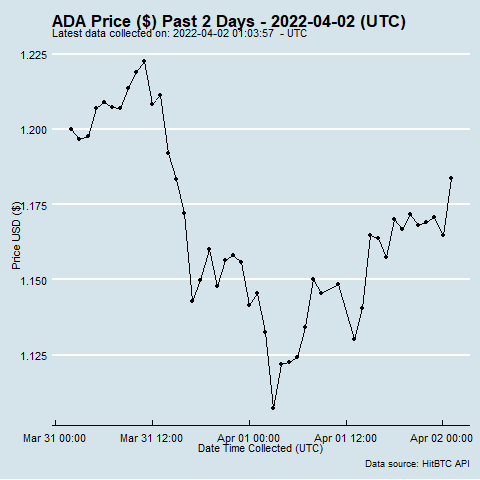 ADA Price ($) Past 2 Days - 2022-04-02 (UTC)
Latest data collected on: 2022-04-02 01:03:57  - UTC
1.225
1.200
1.175
1.150
1.125
Price USD ($)
Mar 31 00:00
Mar 31 12:00
Apr 01 00:00
Apr 01 12:00
Apr 02 00:00
Date Time Collected (UTC)
Data source: HitBTC API